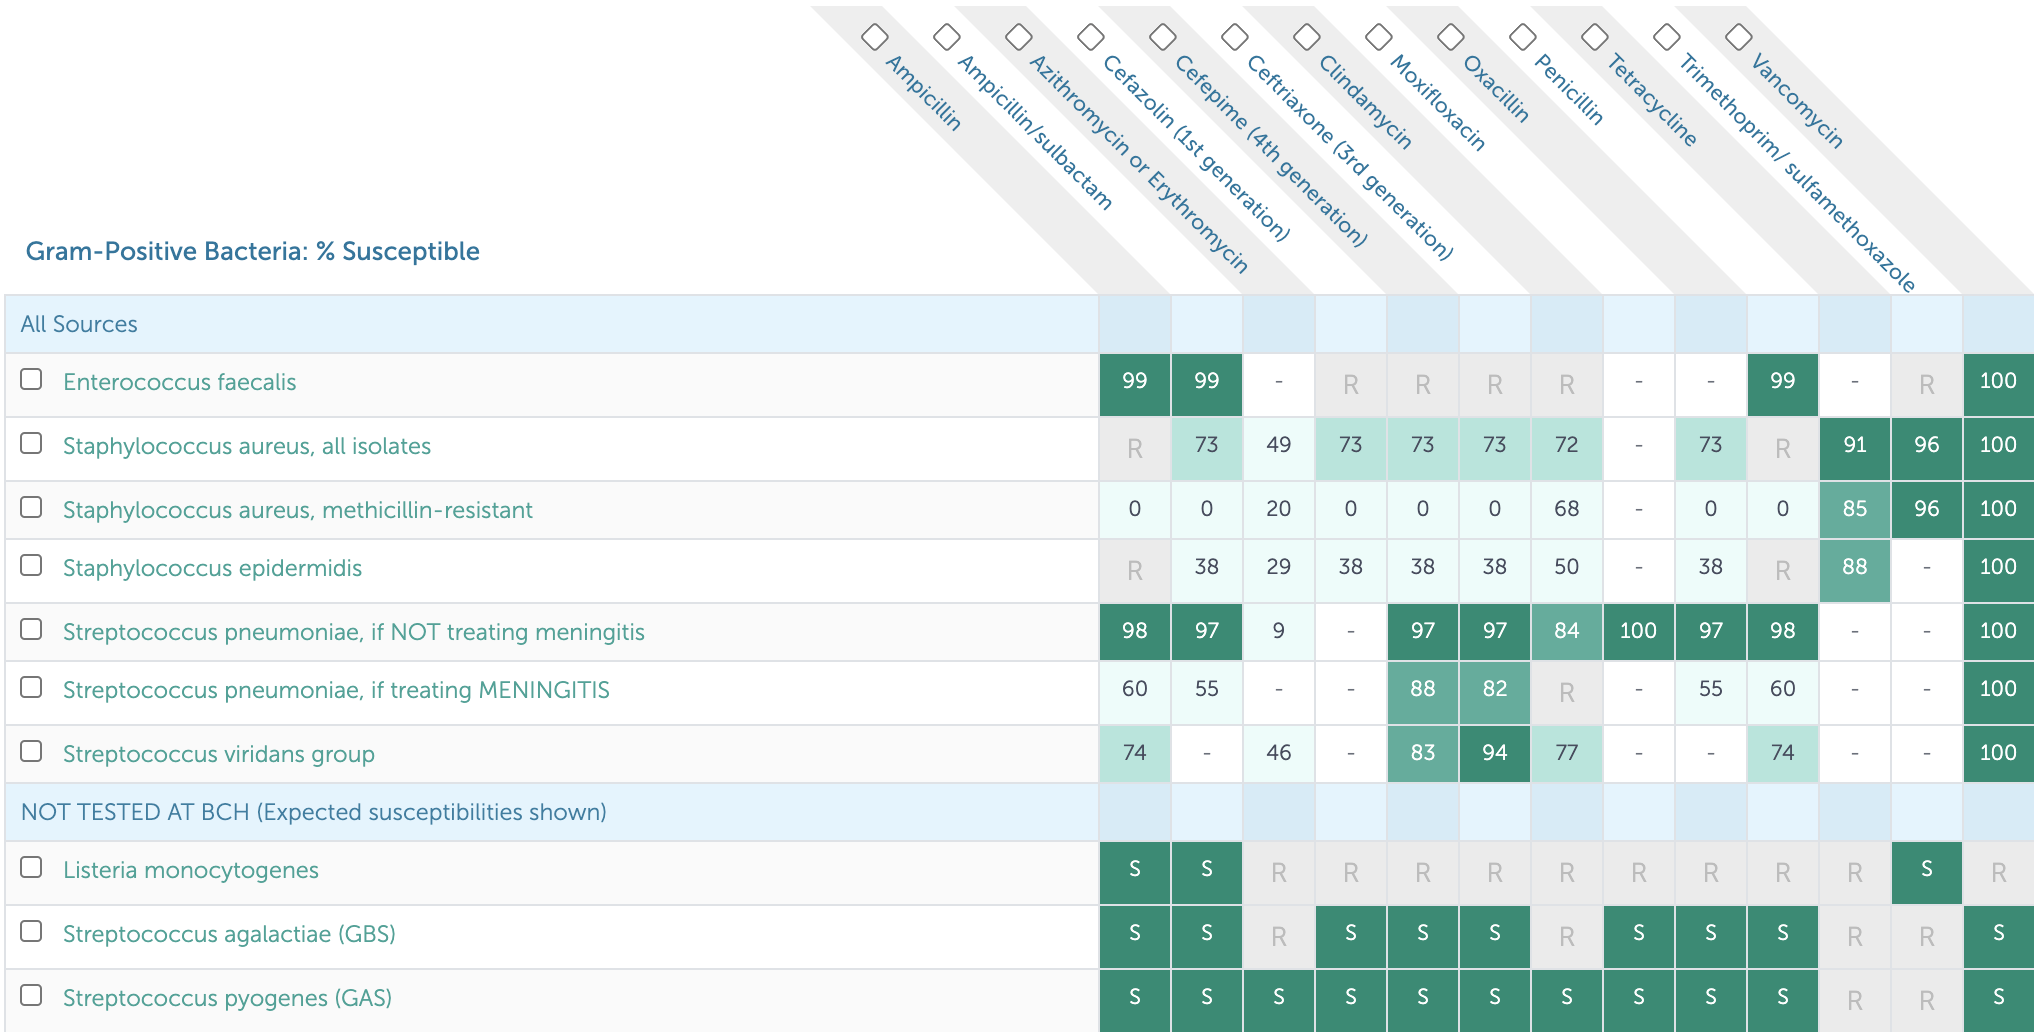 Ampicillin
Ampicillin/sulbactam
Azithromycin or Erythromycin
Cefazolin (1st generation)
Cefepime (4th generation)
Ceftriaxone (3rd generation)
Clindamycin
Moxifloxacin
Oxacillin
Penicillin
Tetracycline
Trimethoprim/ sulfamethoxazole
Vancomycin
Gram-Positive Bacteria: % Susceptible
All Sources
Enterococcus faecalis 99 99 - R R R R - - 99 - R 100
Staphylococcus aureus, all isolates R 73 49 73 73 73 72 - 73 R 91 96 100
Staphylococcus aureus, methicillin-resistant 0 0 20 0 0 0 68 - 0 0 85 96 100
Staphylococcus epidermidis R 38 29 38 38 38 50 - 38 R 88 - 100
Streptococcus pneumoniae, if NOT treating meningitis 98 97 9 - 97 97 84 100 97 98 - - 100
Streptococcus pneumoniae, if treating MENINGITIS 60 55 - - 88 82 R - 55 60 - - 100
Streptococcus viridans group 74 - 46 - 83 94 77 - - 74 - - 100
NOT TESTED AT BCH (Expected susceptibilities shown)
Listeria monocytogenes S S R R R R R R R R R S R
Streptococcus agalactiae (GBS) S S R S S S R S S S R R S
Streptococcus pyogenes (GAS) S S S S S S S S S S R R S